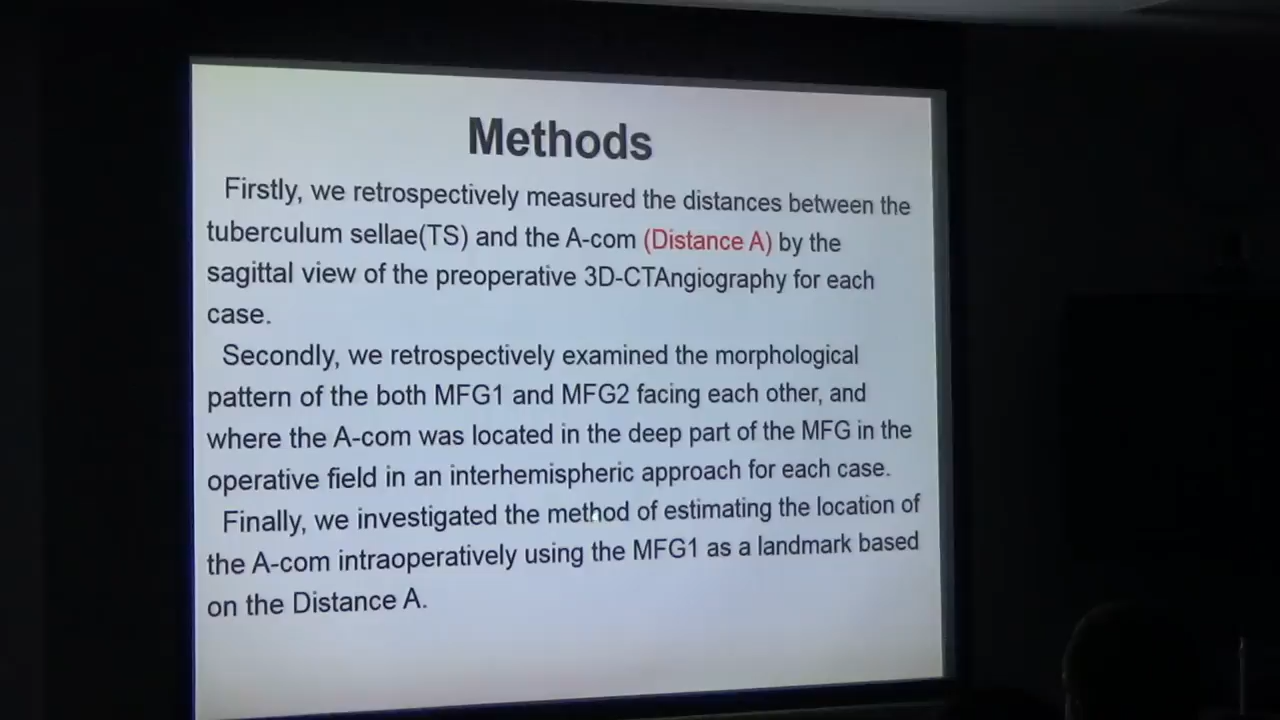 Methods
Firstly, we retrospectively measured the distances between the
tuberculum sellae(TS) and the A-com (Distance A) by the
sagittal view of the preoperative 3D-CTAngiography for each
case.
Secondly, we retrospectively examined the morphological
pattern of the both MFG1 and MFG2 facing each other, and
where the A-com was located in the deep part of the MFG in the
operative field in an interhemispheric approach for each case.
Finally, we investigated the method of estimating the location of
the A-com intraoperatively using the MFG1 as a landmark based
on the Distance A.